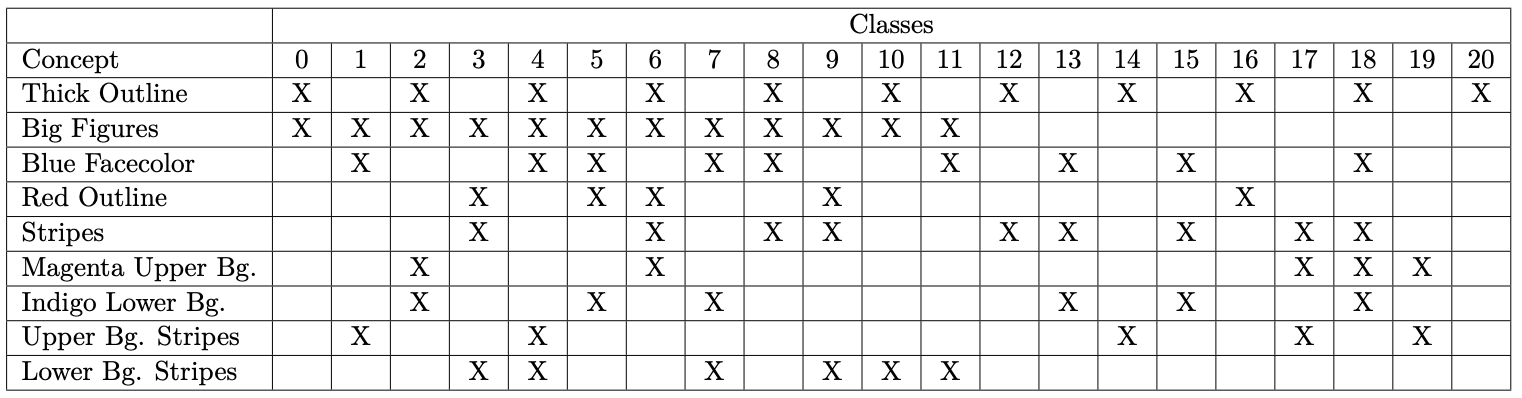 Classes
Concept 0 1 2 3 4 5 6 7 8 9 10 11 12 13 14 15 16 17 18 19 20
Thick Outline X X X X X X X X X X X
Big Figures X X X X X X X X X X X X
Blue Facecolor X X X X X X X X X
Red Outline X X X X X
Stripes X X X X X X X X X
Magenta Upper Bg. X X X X X
Indigo Lower Bg. X X X X X X
Upper Bg. Stripes X X X X X
Lower Bg. Stripes X X X X X X